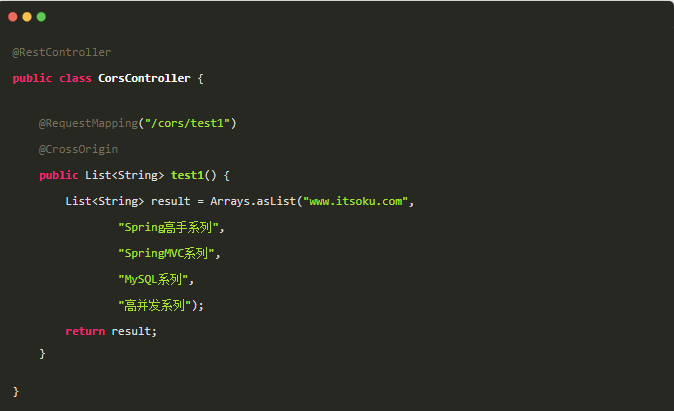 @RestController
public class CorsController {
@RequestMapping("/cors/test1")
@CrossOrigin
public List<String> test1() {
List<String> result = Arrays.asList("www.itsoku.com",
"Spring高手系列",
"SpringMVC系列",
"MySQL系列",
"高并发系列");
return result;
}
}